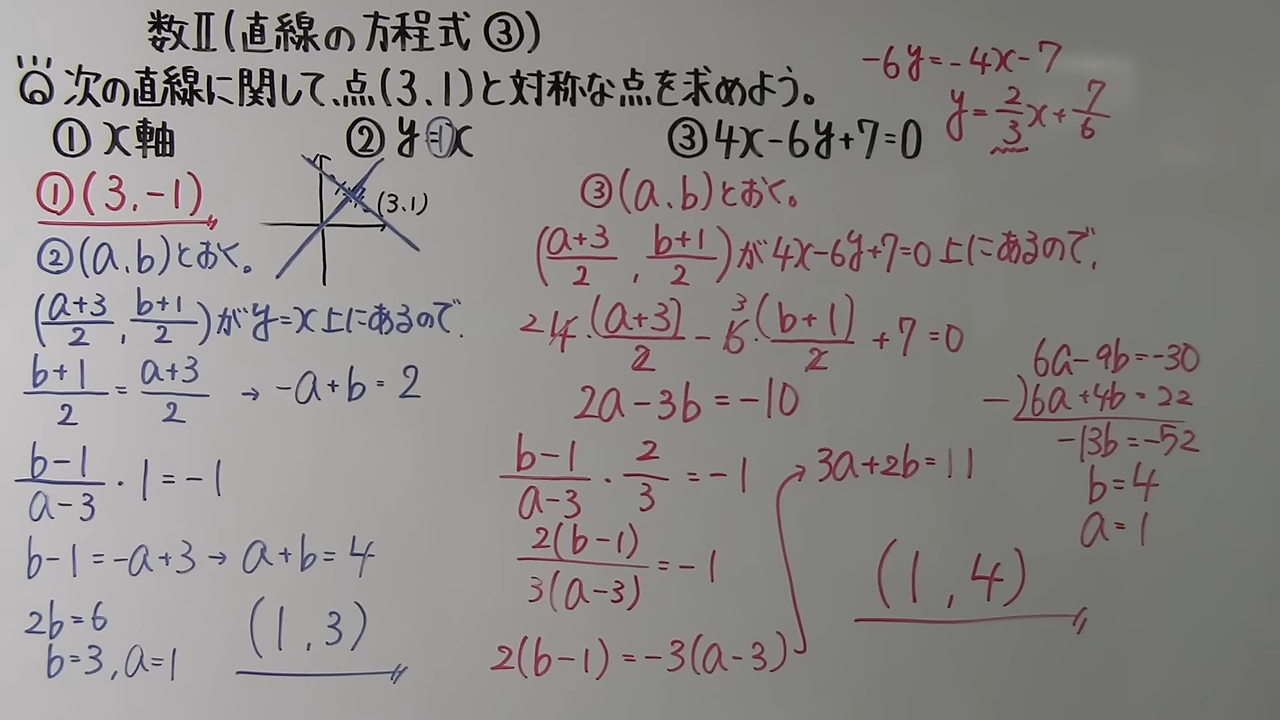 数Ⅱ(直線の方程式③)
Q 次の直線に関して、点(3、1)と対称な点を求めよう。
① x軸
② y=x
③ 4x-6y+7=0
-6y=-4x-7
y=2/3x+7/6
①(3,-1)
②(a,b)とおく。
(3,1)
((a+3)/2, (b+1)/2)がy=x上にあるので、
(b+1)/2=(a+3)/2 → -a+b=2
(b-1)/(a-3)・1=-1
b-1=-a+3 → a+b=4
2b=6
b=3,a=1
(1,3)
③(a,b)とおく。
((a+3)/2, (b+1)/2)が4x-6y+7=0上にあるので、
2 4・(a+3)/2-3 6・(b+1)/2+7=0
2a-3b=-10
(b-1)/(a-3)・2/3=-1
2(b-1)/3(a-3)=-1
2(b-1)=-3(a-3)
3a+2b=11
6a-9b=-30
-)6a+4b=22
-13b=-52
b=4
a=1
(1,4)